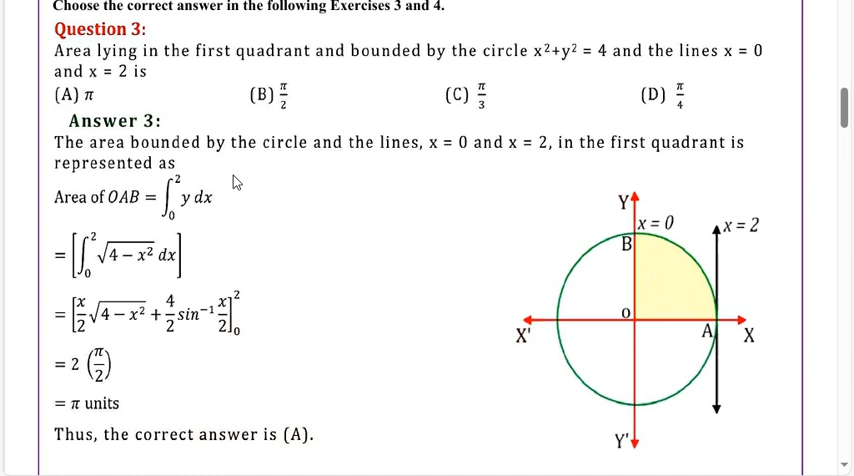 Choose the correct answer in the following Exercises 3 and 4.
Question 3:
Area lying in the first quadrant and bounded by the circle x²+y² = 4 and the lines x = 0
and x = 2 is
(A) π (B) π/2 (C) π/3 (D) π/4
Answer 3:
The area bounded by the circle and the lines, x = 0 and x = 2, in the first quadrant is
represented as
Area of OAB = ∫₀² y dx
= [∫₀² √(4 − x²) dx]
= [x/2 √(4 − x²) + 4/2 sin⁻¹ x/2]₀²
= 2 (π/2)
= π units
Thus, the correct answer is (A).
Y
x = 0
x = 2
B
O
A
X'
X
Y'